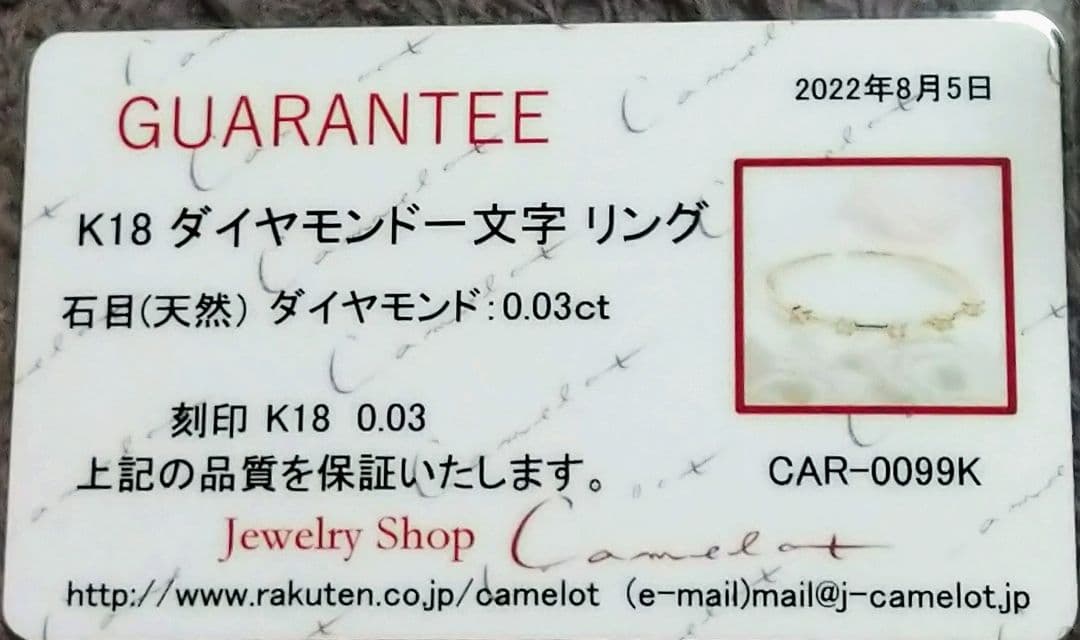 2022年8月5日
GUARANTEE
K18 ダイヤモンド一文字 リング
石目(天然) ダイヤモンド:0.03ct
刻印 K18 0.03
上記の品質を保証いたします。
CAR-0099K
Jewelry Shop Camelot
http://www.rakuten.co.jp/camelot (e-mail)mail@j-camelot.jp